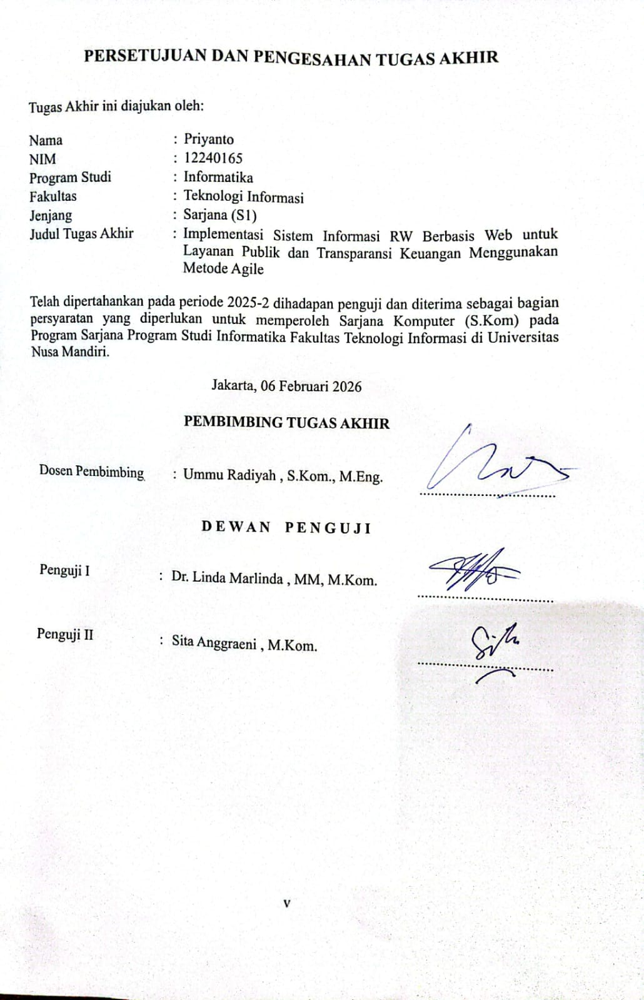 PERSETUJUAN DAN PENGESAHAN TUGAS AKHIR
Tugas Akhir ini diajukan oleh:
Nama : Priyanto
NIM : 12240165
Program Studi : Informatika
Fakultas : Teknologi Informasi
Jenjang : Sarjana (S1)
Judul Tugas Akhir : Implementasi Sistem Informasi RW Berbasis Web untuk
Layanan Publik dan Transparansi Keuangan Menggunakan
Metode Agile
Telah dipertahankan pada periode 2025-2 dihadapan penguji dan diterima sebagai bagian
persyaratan yang diperlukan untuk memperoleh Sarjana Komputer (S.Kom) pada
Program Sarjana Program Studi Informatika Fakultas Teknologi Informasi di Universitas
Nusa Mandiri.
Jakarta, 06 Februari 2026
PEMBIMBING TUGAS AKHIR
Dosen Pembimbing : Ummu Radiyah , S.Kom., M.Eng.
DEWAN PENGUJI
Penguji I : Dr. Linda Marlinda , MM, M.Kom.
Penguji II : Sita Anggraeni , M.Kom.
v